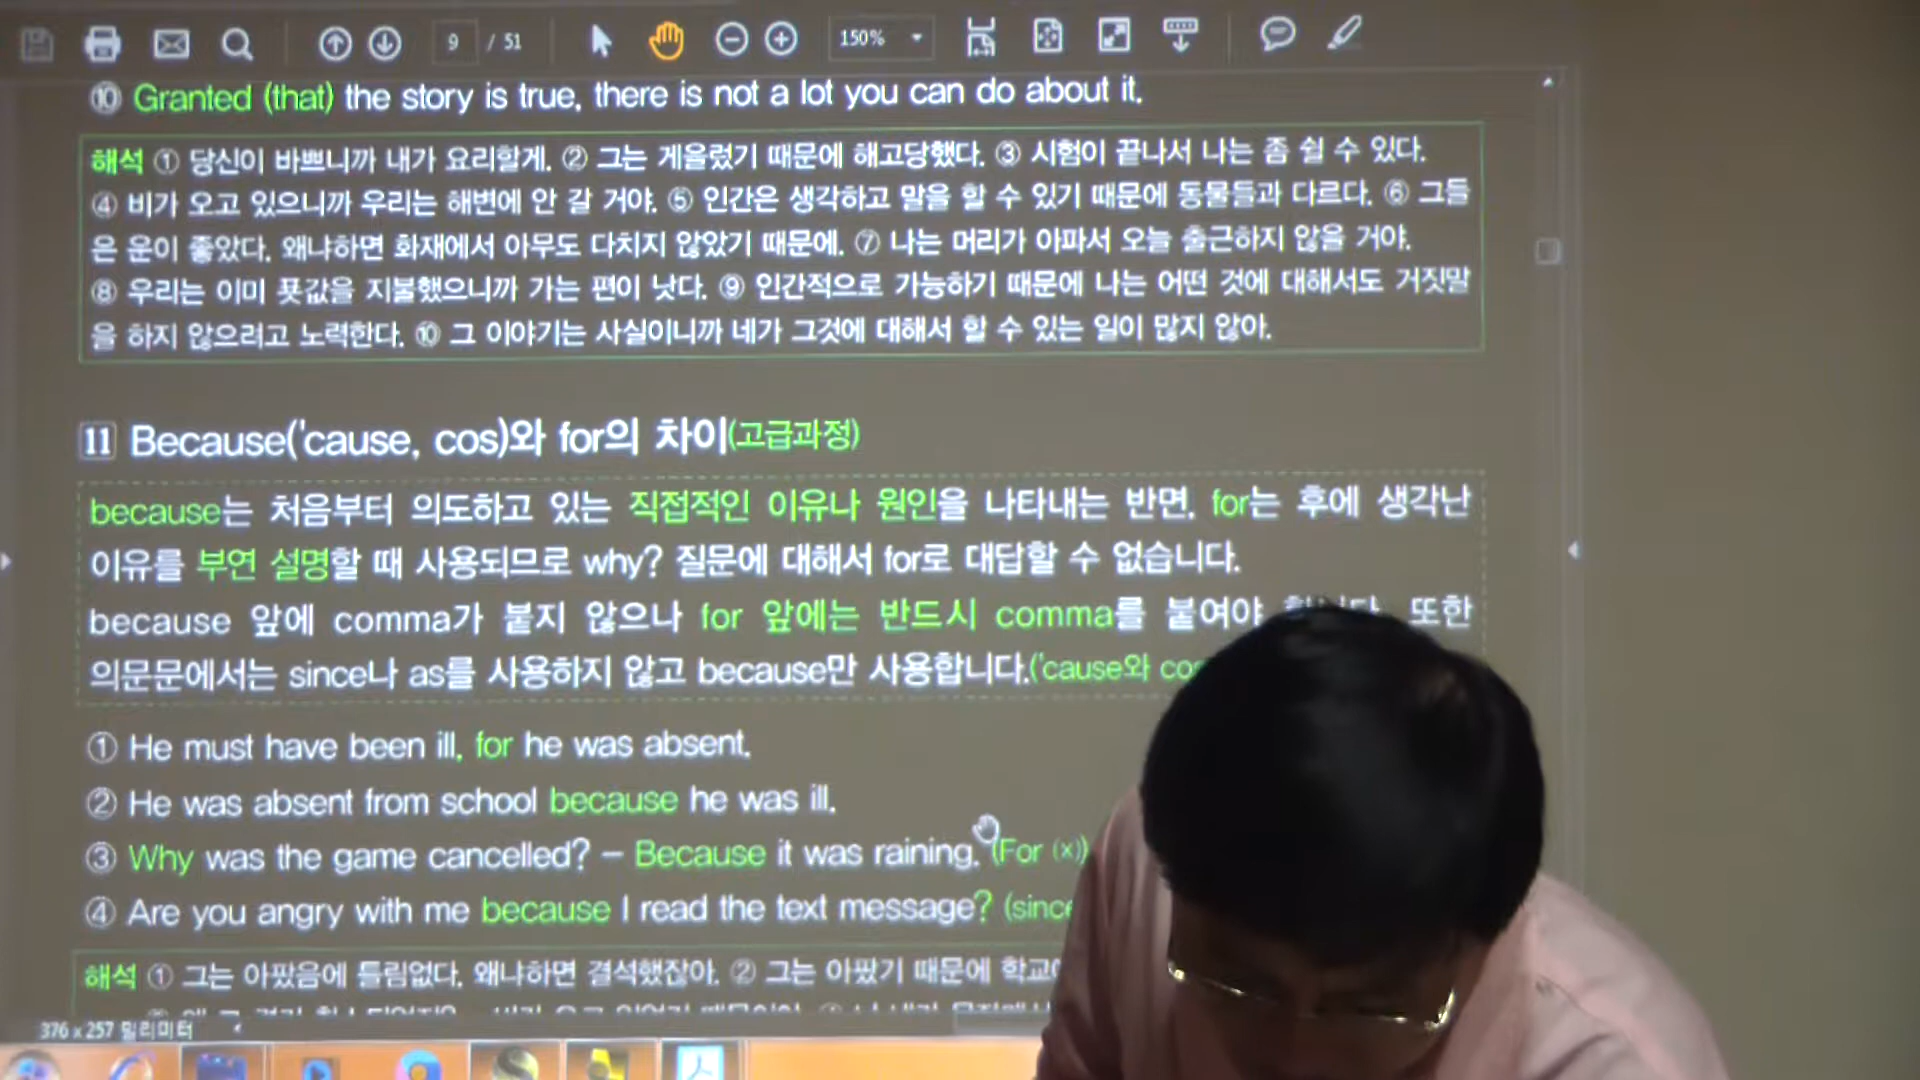 9 / 51
150%
⑩ Granted (that) the story is true, there is not a lot you can do about it.
해석 ① 당신이 바쁘니까 내가 요리할게. ② 그는 게을렀기 때문에 해고당했다. ③ 시험이 끝나서 나는 좀 쉴 수 있다.
④ 비가 오고 있으니까 우리는 해변에 안 갈 거야. ⑤ 인간은 생각하고 말을 할 수 있기 때문에 동물들과 다르다. ⑥ 그들
은 운이 좋았다. 왜냐하면 화재에서 아무도 다치지 않았기 때문에. ⑦ 나는 머리가 아파서 오늘 출근하지 않을 거야.
⑧ 우리는 이미 푯값을 지불했으니까 가는 편이 낫다. ⑨ 인간적으로 가능하기 때문에 나는 어떤 것에 대해서도 거짓말
을 하지 않으려고 노력한다. ⑩ 그 이야기는 사실이니까 네가 그것에 대해서 할 수 있는 일이 많지 않아.
11 Because('cause, cos)와 for의 차이(고급과정)
because는 처음부터 의도하고 있는 직접적인 이유나 원인을 나타내는 반면, for는 후에 생각난
이유를 부연 설명할 때 사용되므로 why? 질문에 대해서 for로 대답할 수 없습니다.
because 앞에 comma가 붙지 않으나 for 앞에는 반드시 comma를 붙여야 또한
의문문에서는 since나 as를 사용하지 않고 because만 사용합니다.('cause와
① He must have been ill, for he was absent.
② He was absent from school because he was ill.
③ Why was the game cancelled? – Because it was raining. (For (x))
④ Are you angry with me because I read the text message? (since
해석 ① 그는 아팠음에 틀림없다. 왜냐하면 결석했잖아. ② 그는 아팠기 때문에
376 x 257 밀리미터